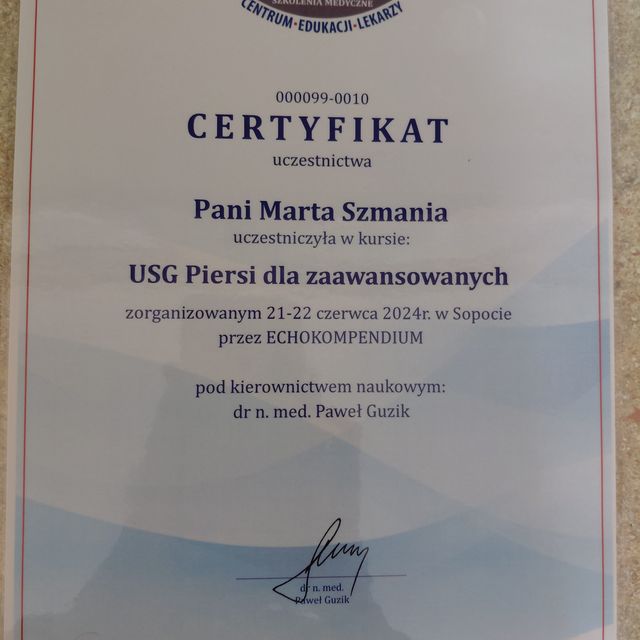 SZKOLENIA MEDYCZNE
CENTRUM·EDUKACJI·LEKARZY
000099-0010
CERTYFIKAT
uczestnictwa
Pani Marta Szmania
uczestniczyła w kursie:
USG Piersi dla zaawansowanych
zorganizowanym 21-22 czerwca 2024r. w Sopocie
przez ECHOKOMPENDIUM
pod kierownictwem naukowym:
dr n. med. Paweł Guzik
dr n. med.
Paweł Guzik